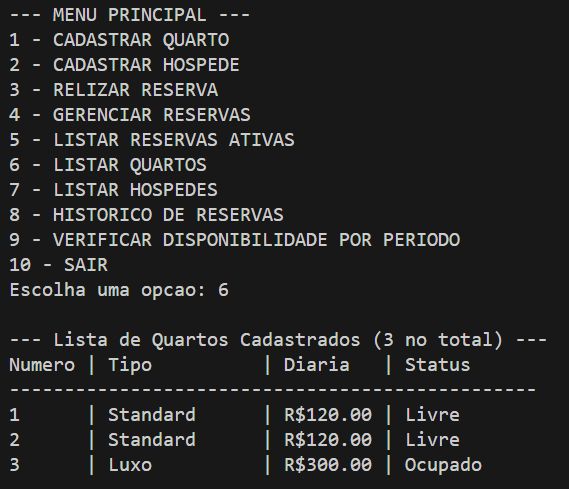 --- MENU PRINCIPAL ---
1 - CADASTRAR QUARTO
2 - CADASTRAR HOSPEDE
3 - RELIZAR RESERVA
4 - GERENCIAR RESERVAS
5 - LISTAR RESERVAS ATIVAS
6 - LISTAR QUARTOS
7 - LISTAR HOSPEDES
8 - HISTORICO DE RESERVAS
9 - VERIFICAR DISPONIBILIDADE POR PERIODO
10 - SAIR
Escolha uma opcao: 6

--- Lista de Quartos Cadastrados (3 no total) ---
Numero | Tipo          | Diaria   | Status
------------------------------------------------
1      | Standard      | R$120.00 | Livre
2      | Standard      | R$120.00 | Livre
3      | Luxo          | R$300.00 | Ocupado